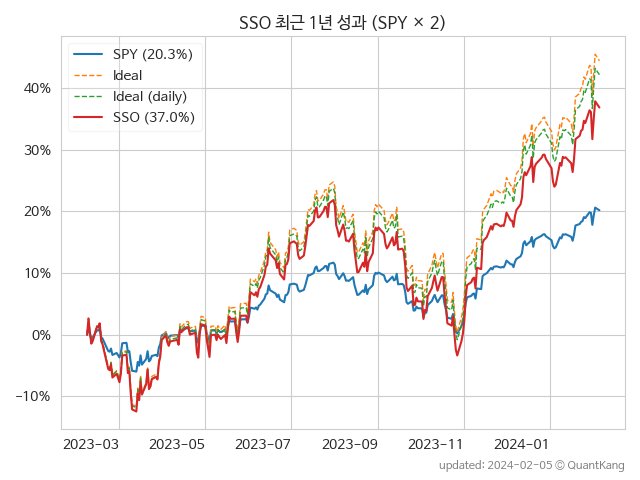 SSO 최근 1년 성과 (SPY × 2)
SPY (20.3%)
Ideal
Ideal (daily)
SSO (37.0%)
40%
30%
20%
10%
0%
−10%
2023-03
2023-05
2023-07
2023-09
2023-11
2024-01
updated: 2024-02-05 © QuantKang